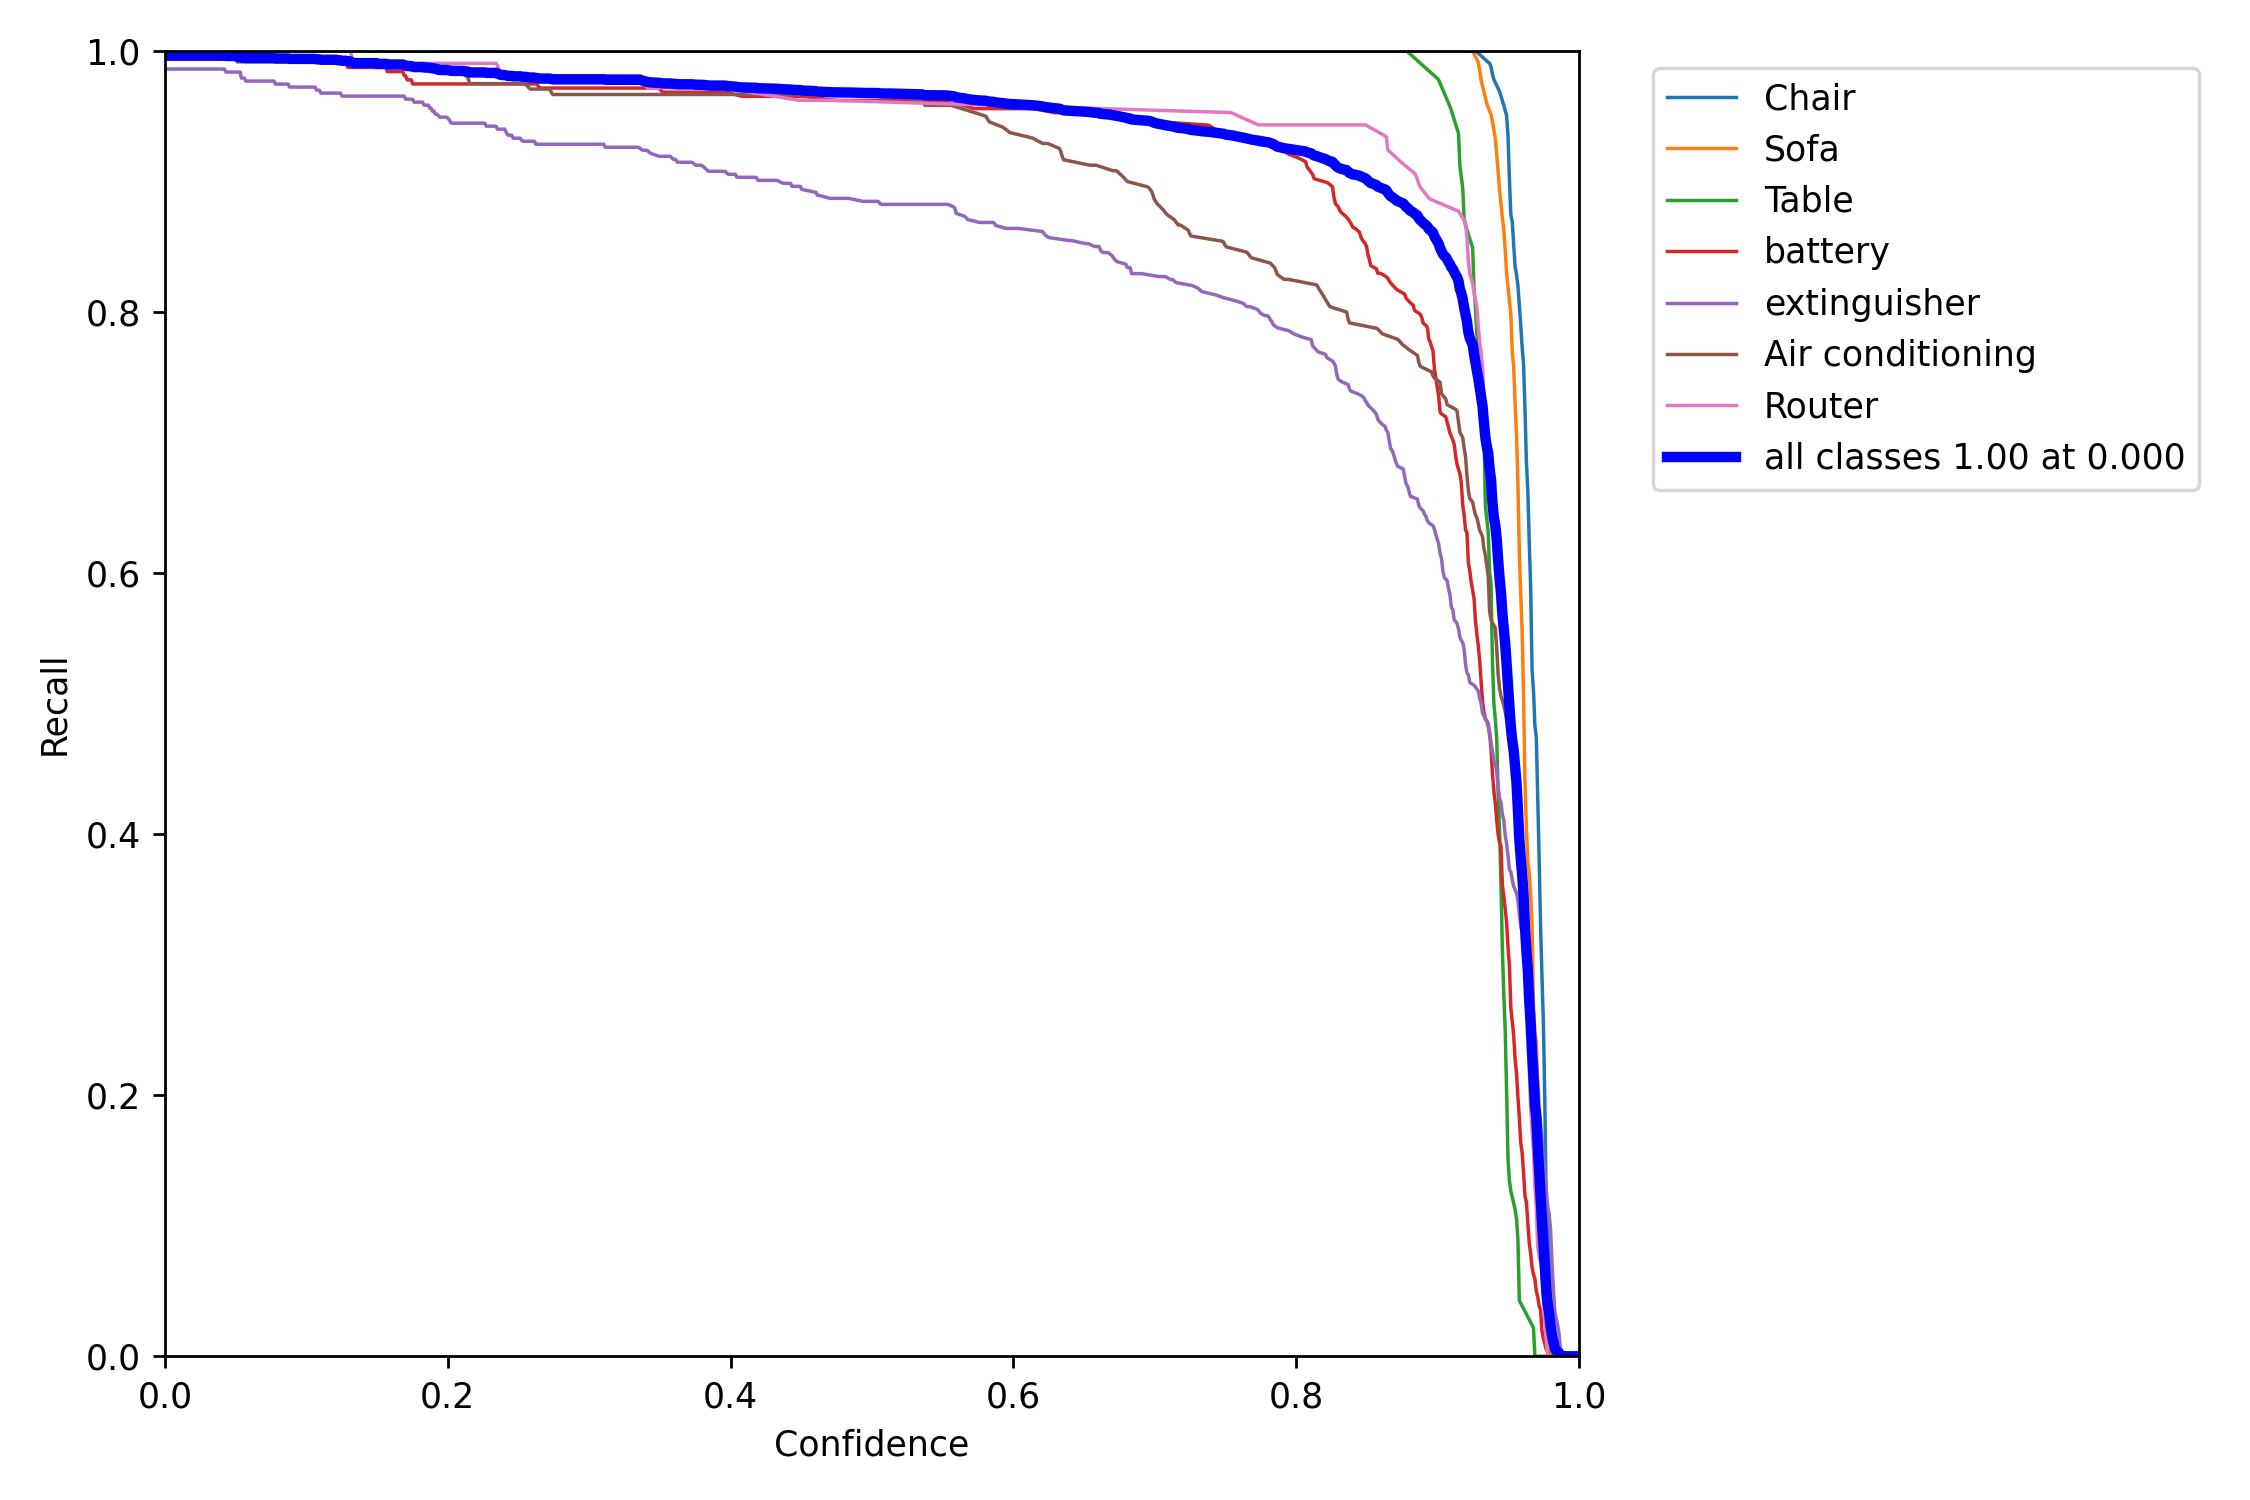 1.0
0.8
0.6
0.4
0.2
0.0
Recall
0.0 0.2 0.4 0.6 0.8 1.0
Confidence
Chair
Sofa
Table
battery
extinguisher
Air conditioning
Router
all classes 1.00 at 0.000